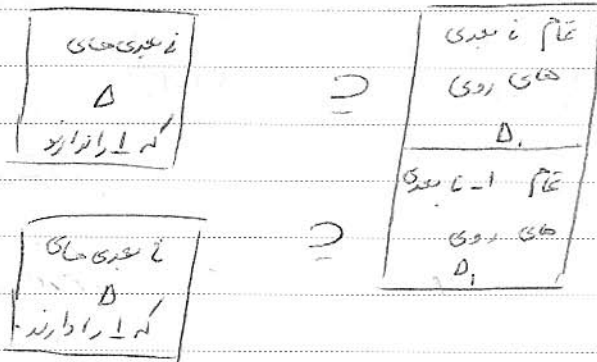 i بعدی های
Δ
که 1 را ندارند
⊇
تمام i بعدی
های روی
Δ₁
تمام i-1 بعدی
های روی
Δ₁
i بعدی های
Δ
که 1 را دارند
⊇